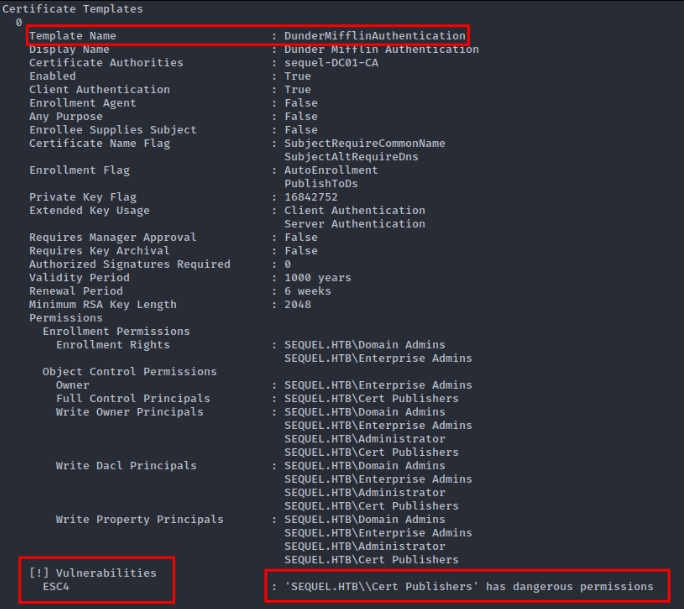 Certificate Templates
0
Template Name : DunderMifflinAuthentication
Display Name : Dunder Mifflin Authentication
Certificate Authorities : sequel-DC01-CA
Enabled : True
Client Authentication : True
Enrollment Agent : False
Any Purpose : False
Enrollee Supplies Subject : False
Certificate Name Flag : SubjectRequireCommonName
SubjectAltRequireDns
Enrollment Flag : AutoEnrollment
PublishToDs
Private Key Flag : 16842752
Extended Key Usage : Client Authentication
Server Authentication
Requires Manager Approval : False
Requires Key Archival : False
Authorized Signatures Required : 0
Validity Period : 1000 years
Renewal Period : 6 weeks
Minimum RSA Key Length : 2048
Permissions
Enrollment Permissions
Enrollment Rights : SEQUEL.HTB\Domain Admins
SEQUEL.HTB\Enterprise Admins
Object Control Permissions
Owner : SEQUEL.HTB\Enterprise Admins
Full Control Principals : SEQUEL.HTB\Cert Publishers
Write Owner Principals : SEQUEL.HTB\Domain Admins
SEQUEL.HTB\Enterprise Admins
SEQUEL.HTB\Administrator
SEQUEL.HTB\Cert Publishers
Write Dacl Principals : SEQUEL.HTB\Domain Admins
SEQUEL.HTB\Enterprise Admins
SEQUEL.HTB\Administrator
SEQUEL.HTB\Cert Publishers
Write Property Principals : SEQUEL.HTB\Domain Admins
SEQUEL.HTB\Enterprise Admins
SEQUEL.HTB\Administrator
SEQUEL.HTB\Cert Publishers
[!] Vulnerabilities
ESC4 : 'SEQUEL.HTB\\Cert Publishers' has dangerous permissions